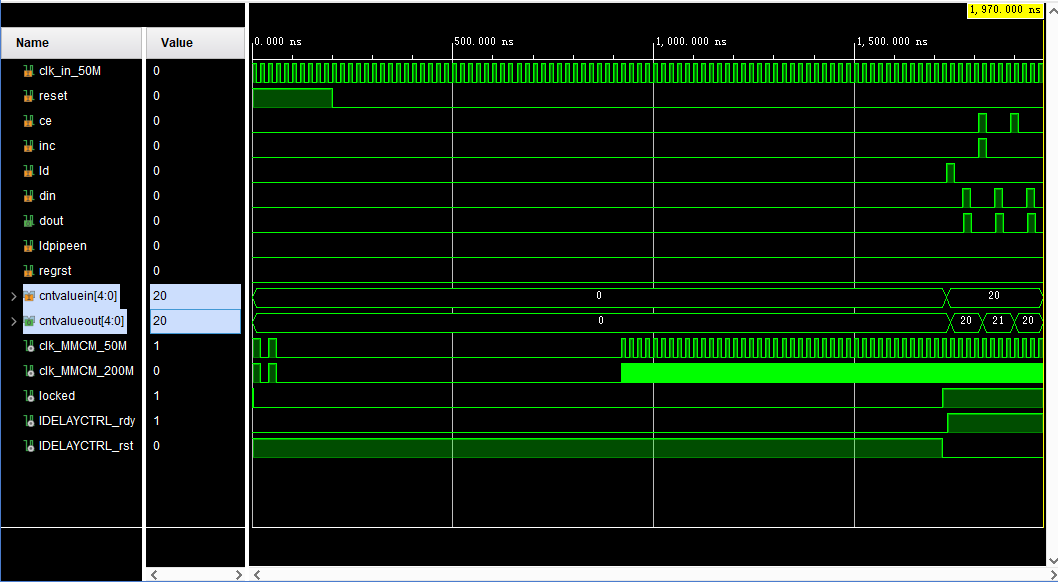 1,970.000 ns
Name Value 0.000 ns 500.000 ns 1,000.000 ns 1,500.000 ns
clk_in_50M 0
reset 0
ce 0
inc 0
ld 0
din 0
dout 0
ldpipeen 0
regrst 0
cntvaluein[4:0] 20 0 20
cntvalueout[4:0] 20 0 20 21 20
clk_MMCM_50M 1
clk_MMCM_200M 0
locked 1
IDELAYCTRL_rdy 1
IDELAYCTRL_rst 0